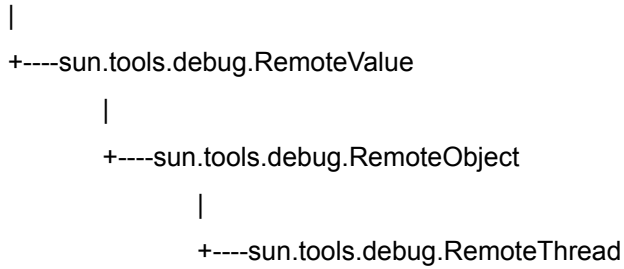 |
+----sun.tools.debug.RemoteValue
|
+----sun.tools.debug.RemoteObject
|
+----sun.tools.debug.RemoteThread